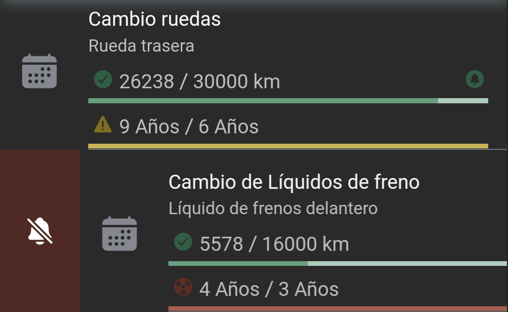 Cambio ruedas
Rueda trasera
26238 / 30000 km
9 Años / 6 Años
Cambio de Líquidos de freno
Líquido de frenos delantero
5578 / 16000 km
4 Años / 3 Años